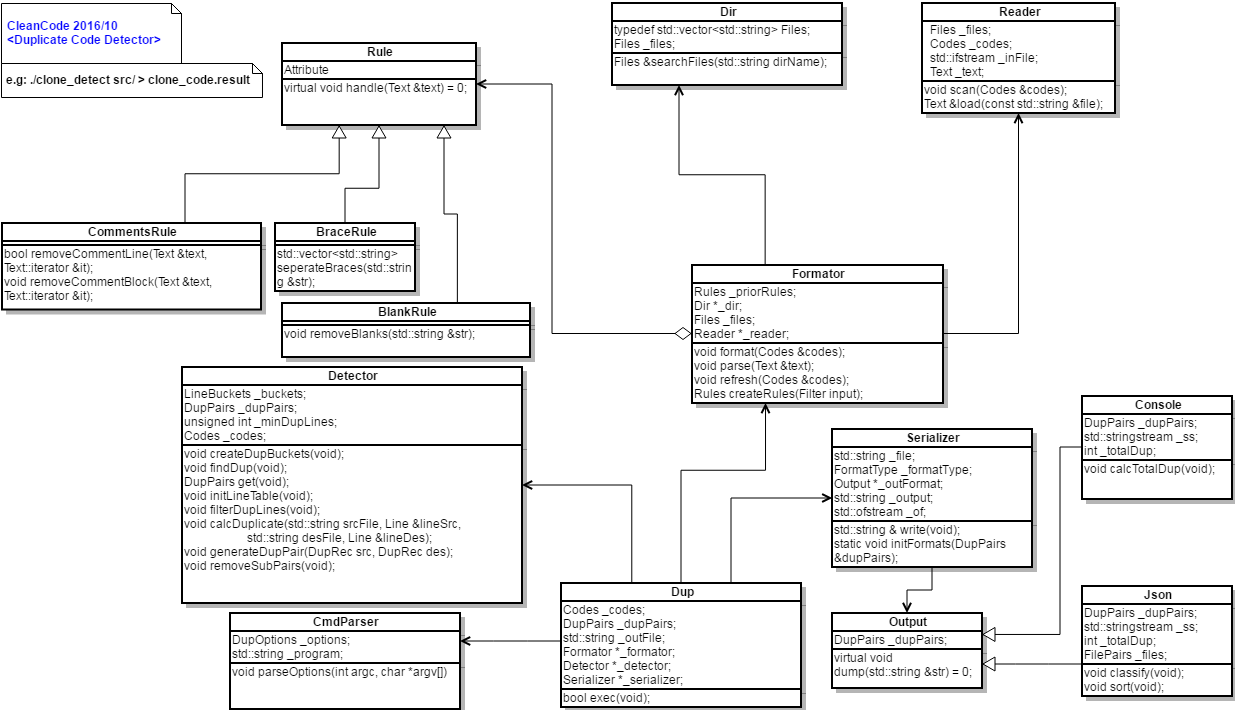 CleanCode 2016/10
<Duplicate Code Detector>
e.g: ./clone_detect src/ > clone_code.result
Rule
Attribute
virtual void handle(Text &text) = 0;
Dir
typedef std::vector<std::string> Files;
Files _files;
Files &searchFiles(std::string dirName);
Reader
Files _files;
Codes _codes;
std::ifstream _inFile;
Text _text;
void scan(Codes &codes);
Text &load(const std::string &file);
CommentsRule
bool removeCommentLine(Text &text,
Text::iterator &it);
void removeCommentBlock(Text &text,
Text::iterator &it);
BraceRule
std::vector<std::string>
seperateBraces(std::strin
g &str);
BlankRule
void removeBlanks(std::string &str);
Formator
Rules _priorRules;
Dir *_dir;
Files _files;
Reader *_reader;
void format(Codes &codes);
void parse(Text &text);
void refresh(Codes &codes);
Rules createRules(Filter input);
Detector
LineBuckets _buckets;
DupPairs _dupPairs;
unsigned int _minDupLines;
Codes _codes;
void createDupBuckets(void);
void findDup(void);
DupPairs get(void);
void initLineTable(void);
void filterDupLines(void);
void calcDuplicate(std::string srcFile, Line &lineSrc,
std::string desFile, Line &lineDes);
void generateDupPair(DupRec src, DupRec des);
void removeSubPairs(void);
Serializer
std::string _file;
FormatType _formatType;
Output *_outFormat;
std::string _output;
std::ofstream _of;
std::string & write(void);
static void initFormats(DupPairs
&dupPairs);
Console
DupPairs _dupPairs;
std::stringstream _ss;
int _totalDup;
void calcTotalDup(void);
CmdParser
DupOptions _options;
std::string _program;
void parseOptions(int argc, char *argv[])
Dup
Codes _codes;
DupPairs _dupPairs;
std::string _outFile;
Formator *_formator;
Detector *_detector;
Serializer *_serializer;
bool exec(void);
Output
DupPairs _dupPairs;
virtual void
dump(std::string &str) = 0;
Json
DupPairs _dupPairs;
std::stringstream _ss;
int _totalDup;
FilePairs _files;
void classify(void);
void sort(void);